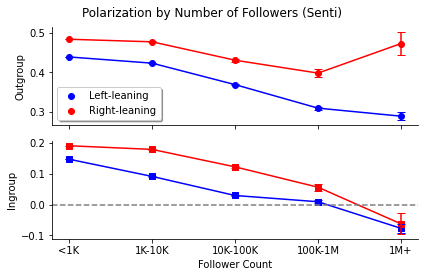 Polarization by Number of Followers (Senti)
0.5
0.4
0.3
Outgroup
Left-leaning
Right-leaning
0.2
0.1
0.0
−0.1
Ingroup
<1K 1K-10K 10K-100K 100K-1M 1M+
Follower Count